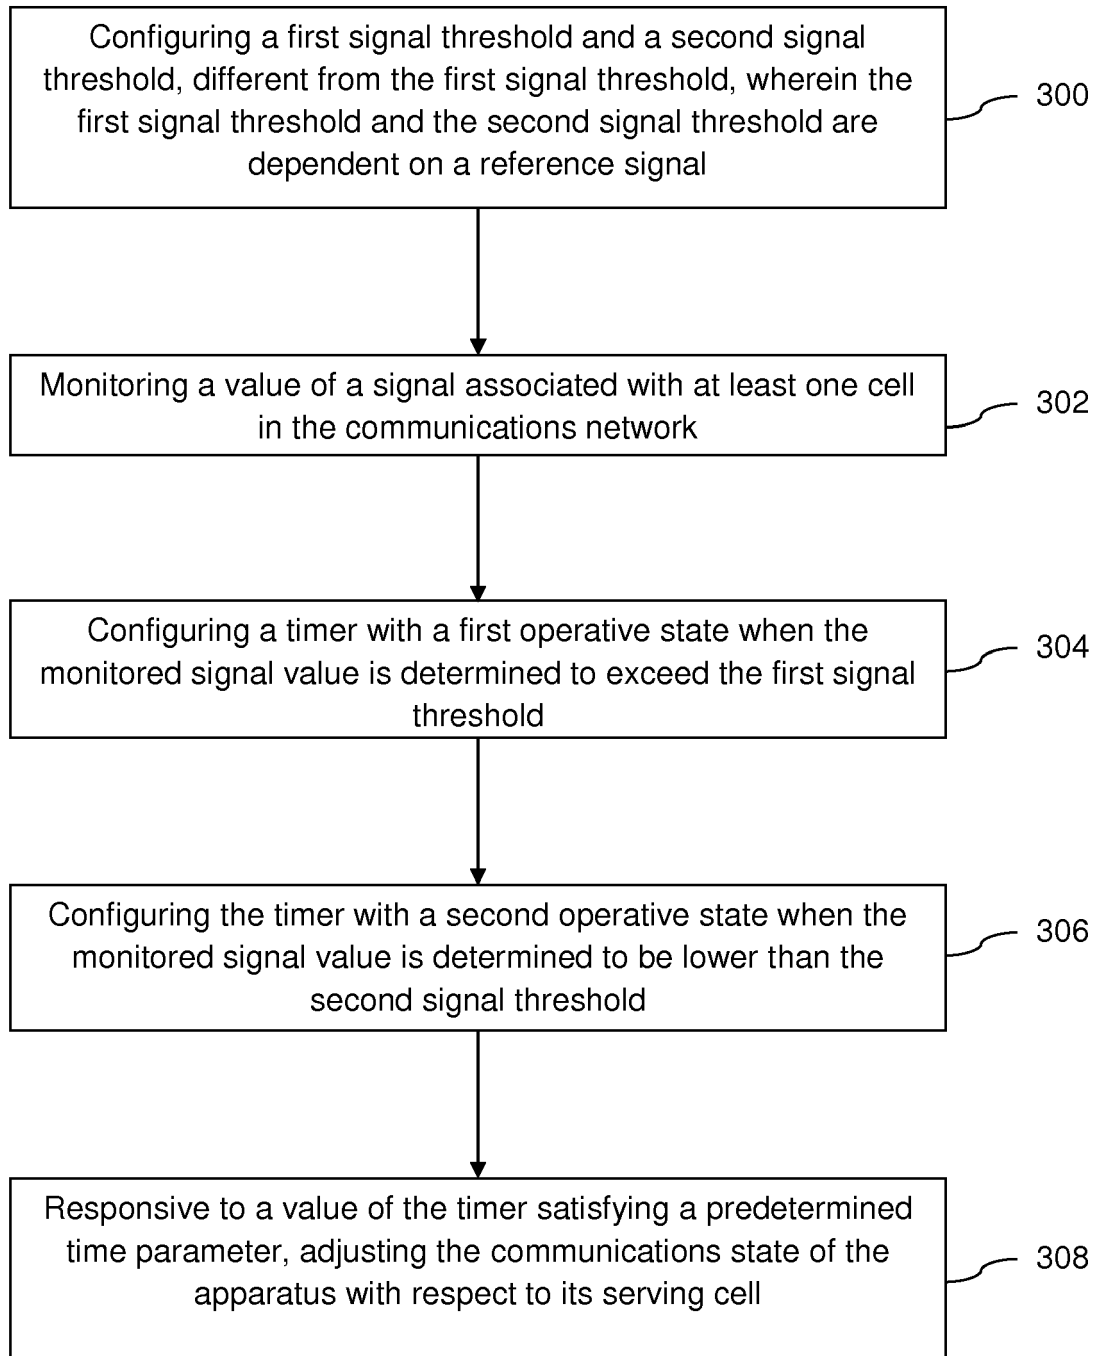 Configuring a first signal threshold and a second signal
threshold, different from the first signal threshold, wherein the
first signal threshold and the second signal threshold are
dependent on a reference signal
300
Monitoring a value of a signal associated with at least one cell
in the communications network
302
Configuring a timer with a first operative state when the
monitored signal value is determined to exceed the first signal
threshold
304
Configuring the timer with a second operative state when the
monitored signal value is determined to be lower than the
second signal threshold
306
Responsive to a value of the timer satisfying a predetermined
time parameter, adjusting the communications state of the
apparatus with respect to its serving cell
308